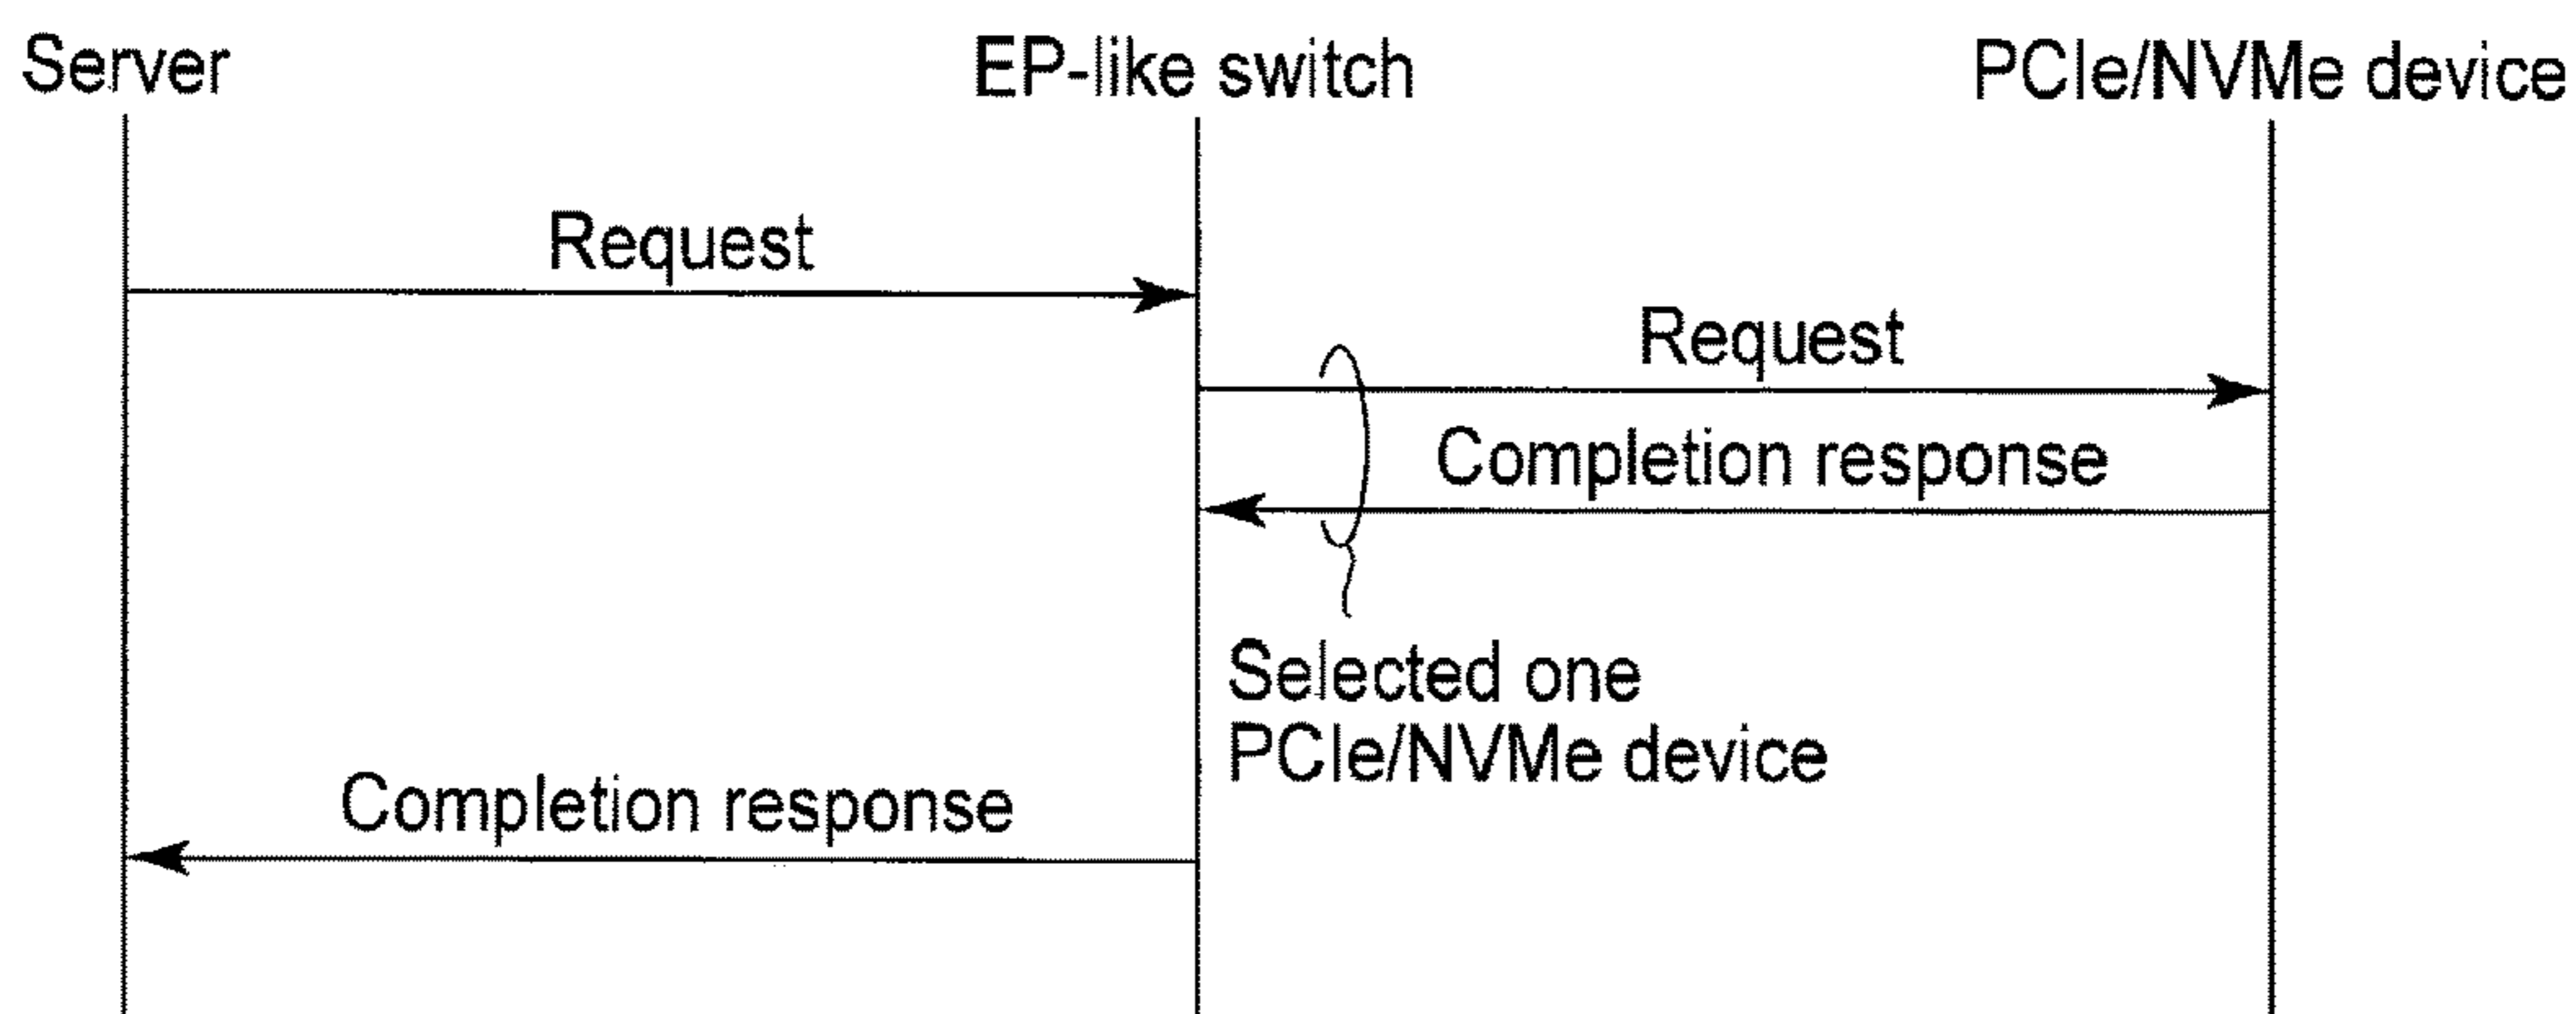 Server
EP-like switch
PCIe/NVMe device
Request
Request
Completion response
Selected one
PCIe/NVMe device
Completion response